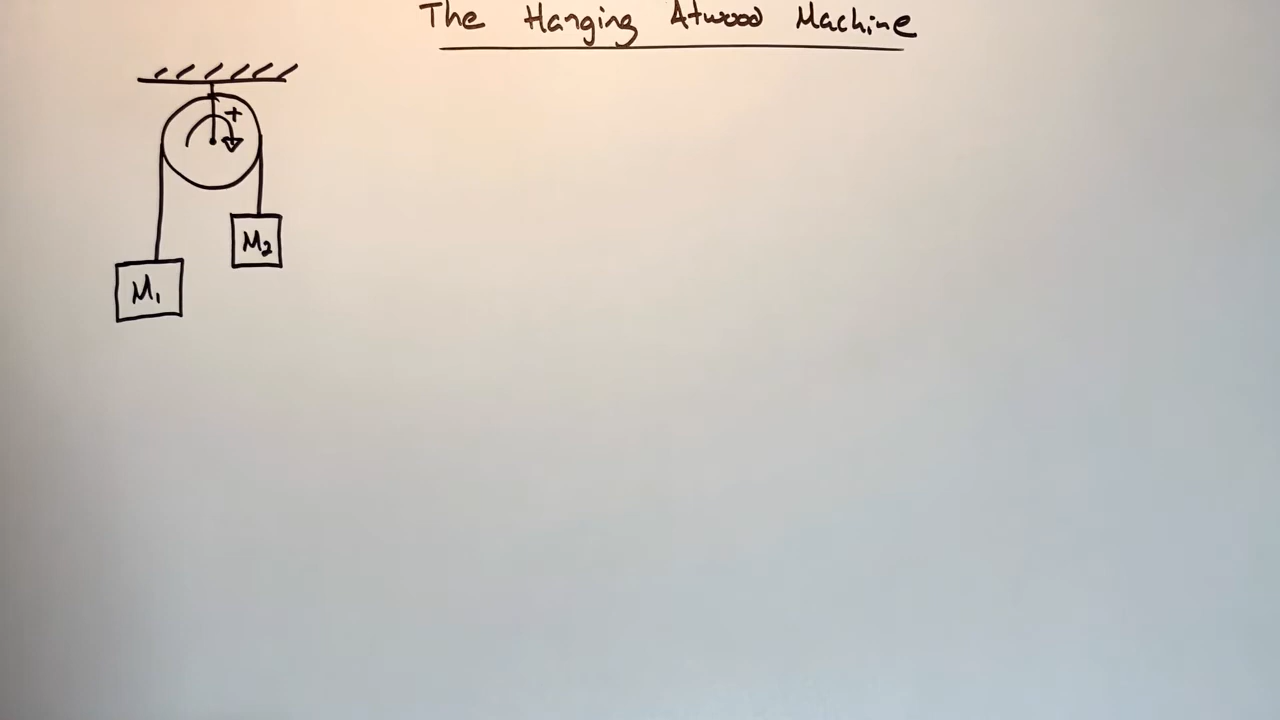 The Hanging Atwood Machine
+
M₂
M₁